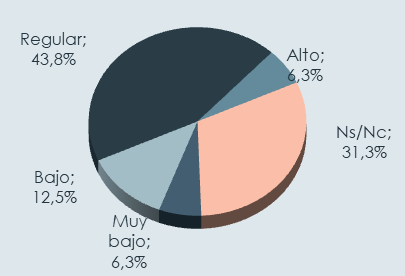 Regular;
43,8%
Alto;
6,3%
Ns/Nc;
31,3%
Bajo;
12,5%
Muy
bajo;
6,3%